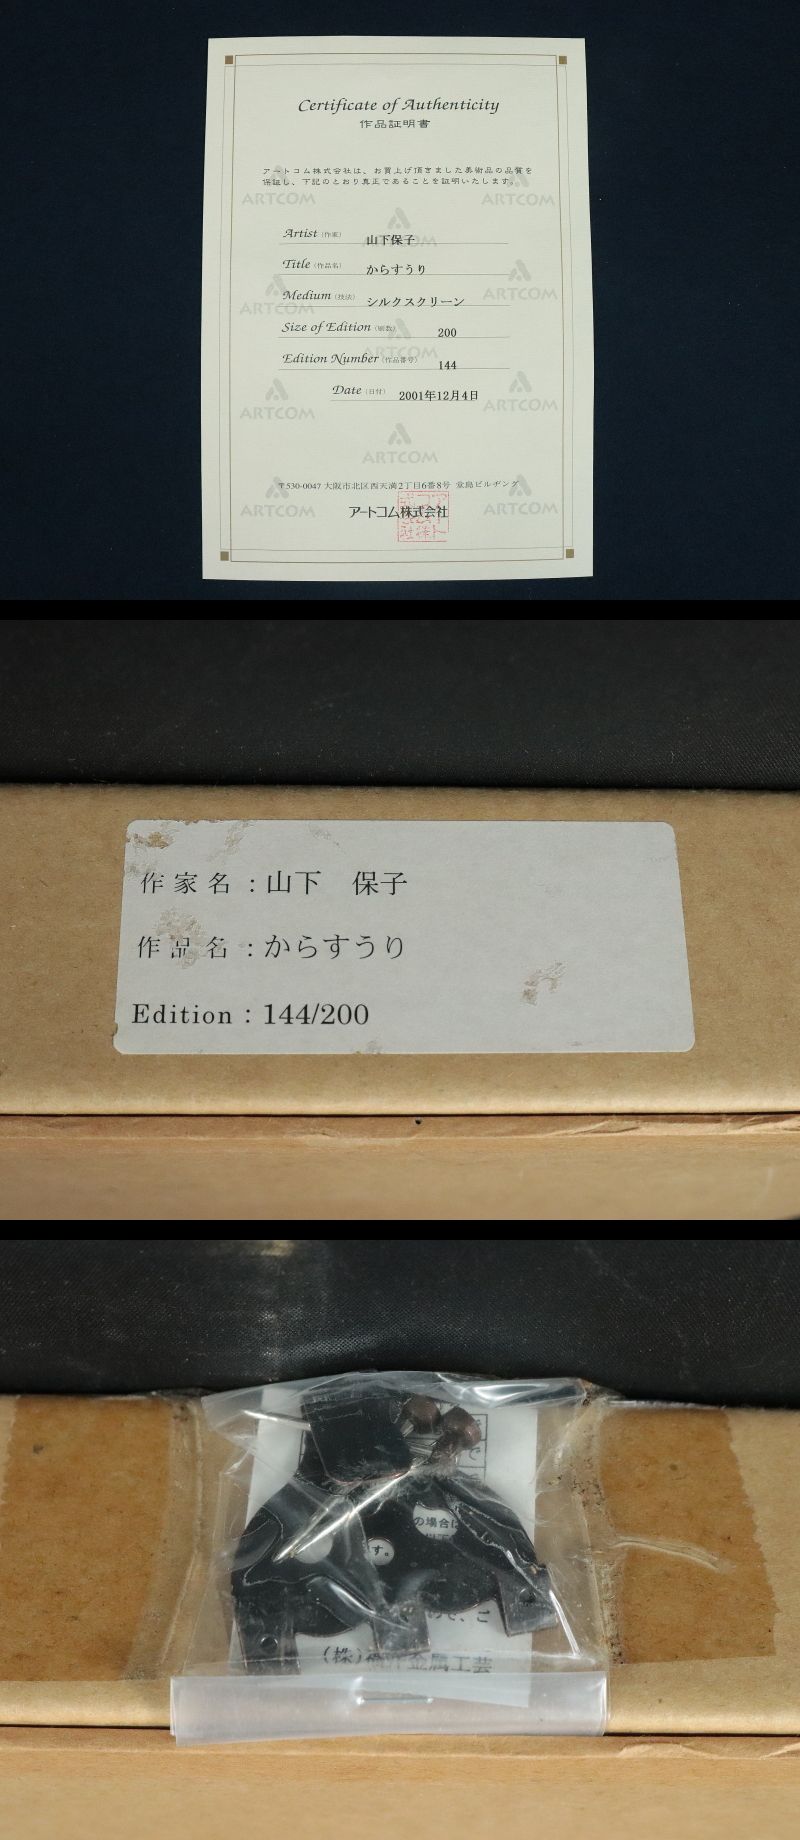 Certificate of Authenticity
作品証明書
アートコム株式会社は、お買上げ頂きました美術品の品質を
保証し、下記のとおり真正であることを証明いたします。
Artist (作家) 山下保子
Title (作品名) からすうり
Medium (技法) シルクスクリーン
Size of Edition (刷数) 200
Edition Number (作品番号) 144
Date (日付) 2001年12月4日
〒530-0047 大阪市北区西天満2丁目6番8号 堂島ビルヂング
アートコム株式会社
ARTCOM
ARTCOM
ARTCOM
ARTCOM
ARTCOM
ARTCOM
ARTCOM
ARTCOM
ARTCOM
ARTCOM
ARTCOM
作家名:山下 保子
作品名:からすうり
Edition:144/200
の場合は
す。
、ご
(株)
金属工芸